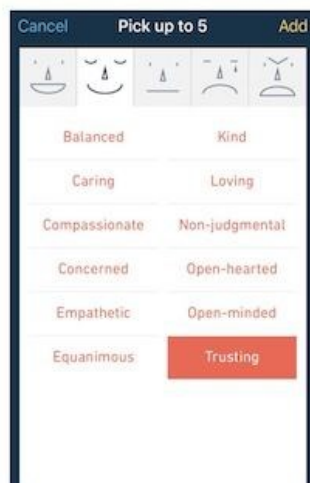 Cancel Pick up to 5 Add
Balanced Kind
Caring Loving
Compassionate Non-judgmental
Concerned Open-hearted
Empathetic Open-minded
Equanimous Trusting